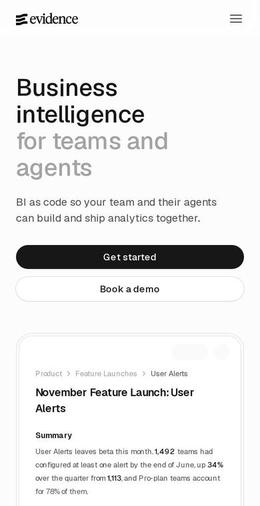 evidence
Business
intelligence
for teams and
agents
BI as code so your team and their agents
can build and ship analytics together.
Get started
Book a demo
Product > Feature Launches > User Alerts
November Feature Launch: User
Alerts
Summary
User Alerts leaves beta this month. 1,492 teams had
configured at least one alert by the end of June, up 34%
over the quarter from 1,113, and Pro-plan teams account
for 78% of them.